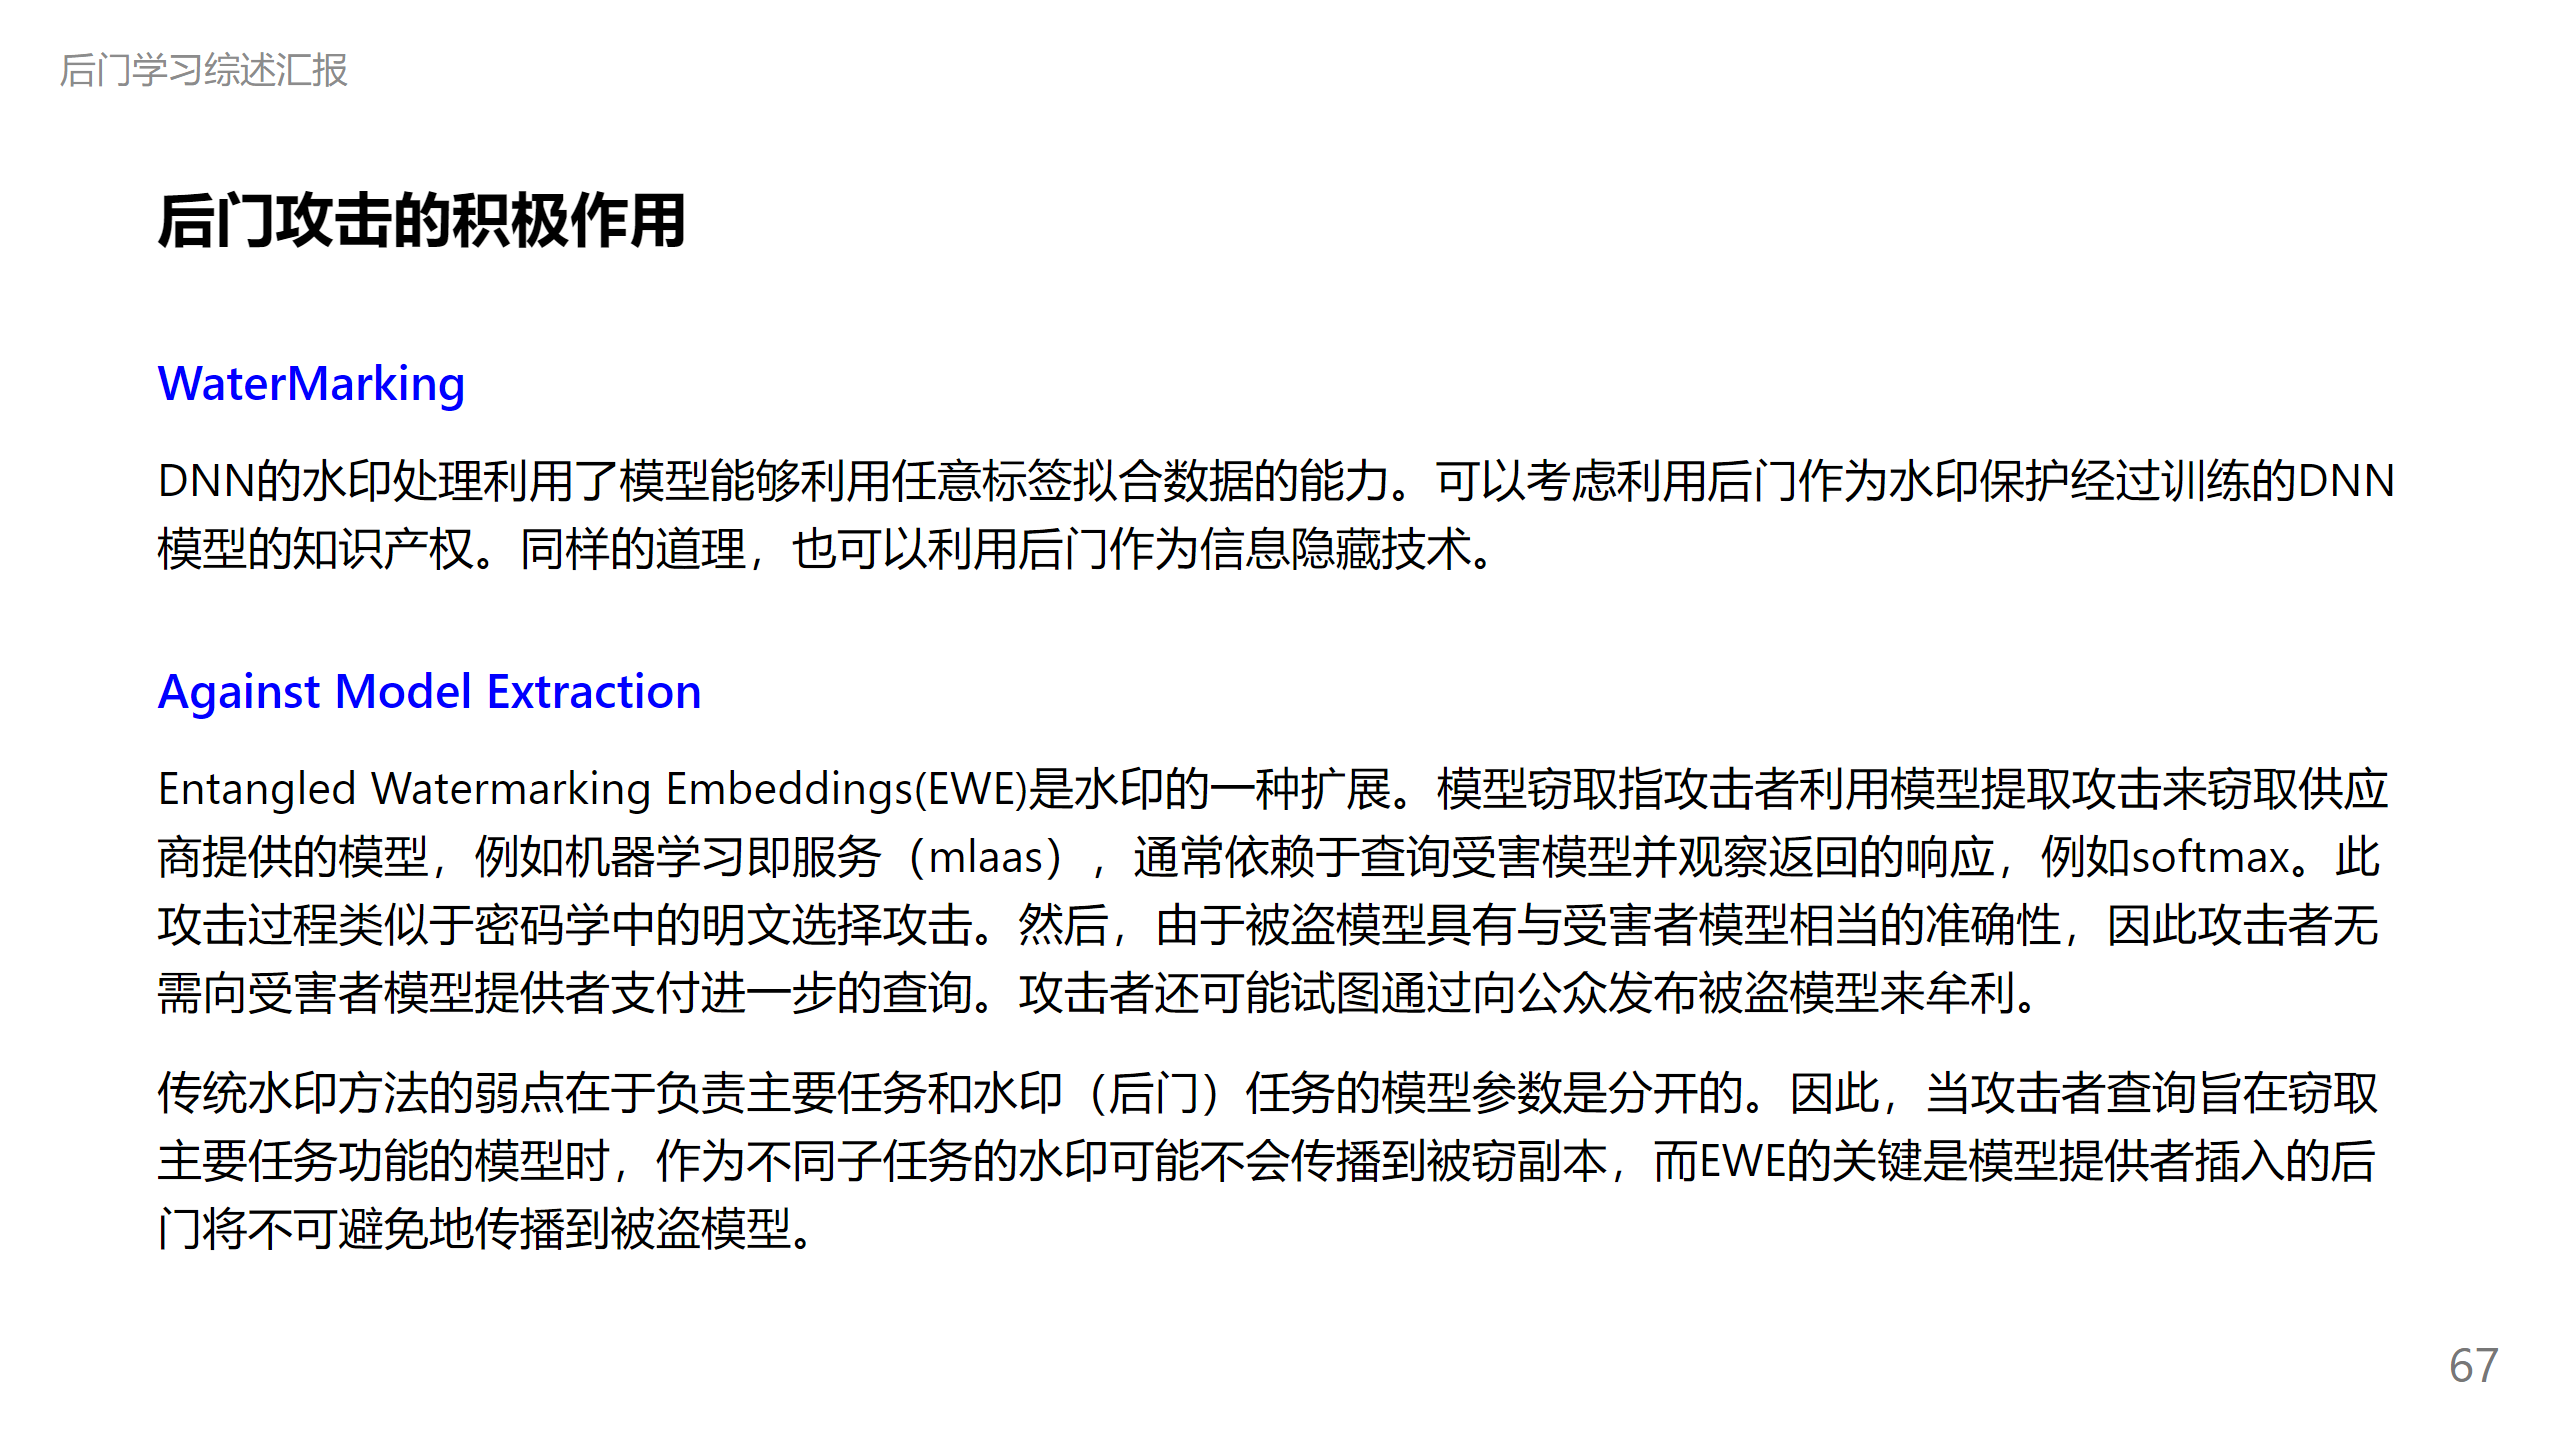 后门学习综述汇报
后门攻击的积极作用
WaterMarking
DNN的水印处理利用了模型能够利用任意标签拟合数据的能力。可以考虑利用后门作为水印保护经过训练的DNN
模型的知识产权。同样的道理，也可以利用后门作为信息隐藏技术。
Against Model Extraction
Entangled Watermarking Embeddings(EWE)是水印的一种扩展。模型窃取指攻击者利用模型提取攻击来窃取供应
商提供的模型，例如机器学习即服务（mlaas），通常依赖于查询受害模型并观察返回的响应，例如softmax。此
攻击过程类似于密码学中的明文选择攻击。然后，由于被盗模型具有与受害者模型相当的准确性，因此攻击者无
需向受害者模型提供者支付进一步的查询。攻击者还可能试图通过向公众发布被盗模型来牟利。
传统水印方法的弱点在于负责主要任务和水印（后门）任务的模型参数是分开的。因此，当攻击者查询旨在窃取
主要任务功能的模型时，作为不同子任务的水印可能不会传播到被窃副本，而EWE的关键是模型提供者插入的后
门将不可避免地传播到被盗模型。
67